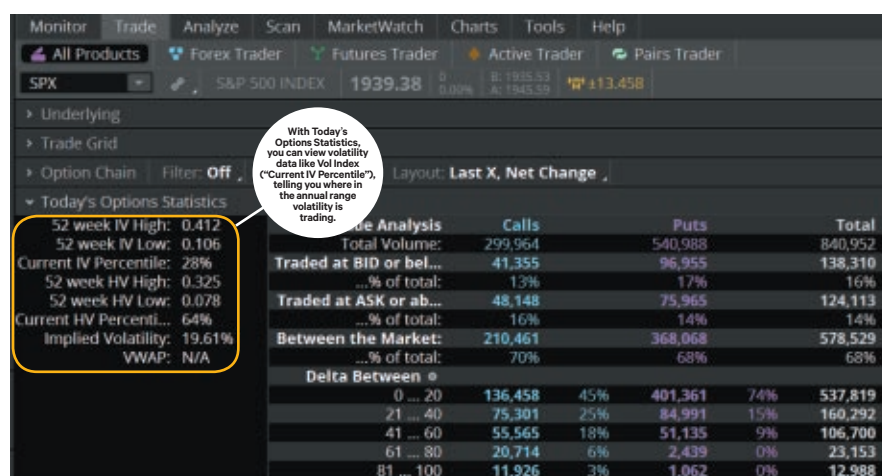 Monitor Trade Analyze Scan MarketWatch Charts Tools Help
All Products Forex Trader Futures Trader Active Trader Pairs Trader
SPX S&P 500 INDEX 1939.38 0 0.00% B: 1935.53 A: 1945.59 ±13.458
Underlying
Trade Grid
Option Chain Filter: Off Layout: Last X, Net Change
Today's Options Statistics
With Today's
Options Statistics,
you can view volatility
data like Vol Index
("Current IV Percentile"),
telling you where in
the annual range
volatility is
trading.
52 week IV High: 0.412 de Analysis Calls Puts Total
52 week IV Low: 0.106 Total Volume: 299,964 540,988 840,952
Current IV Percentile: 28% Traded at BID or bel... 41,355 96,955 138,310
52 week HV High: 0.325 ...% of total: 13% 17% 16%
52 week HV Low: 0.078 Traded at ASK or ab... 48,148 75,965 124,113
Current HV Percenti... 64% ...% of total: 16% 14% 14%
Implied Volatility: 19.61% Between the Market: 210,461 368,068 578,529
VWAP: N/A ...% of total: 70% 68% 68%
Delta Between
0 ... 20 136,458 45% 401,361 74% 537,819
21 ... 40 75,301 25% 84,991 15% 160,292
41 ... 60 55,565 18% 51,135 9% 106,700
61 ... 80 20,714 6% 2,439 0% 23,153
81 ... 100 11,926 3% 1,062 0% 12,988